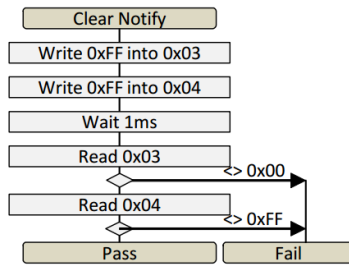 Clear Notify
Write 0xFF into 0x03
Write 0xFF into 0x04
Wait 1ms
Read 0x03
<> 0x00
Read 0x04
<> 0xFF
Pass
Fail